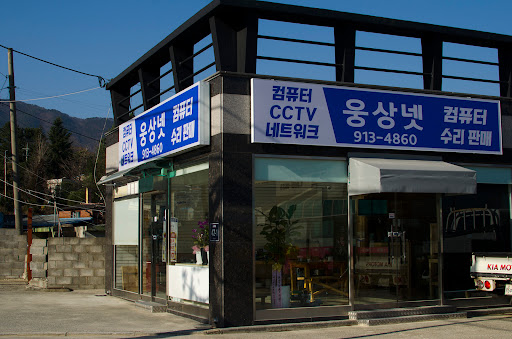 컴퓨터
CCTV
네트워크
웅상넷
913-4860
컴퓨터
수리 판매
컴퓨터
CCTV
네트워크
웅상넷
913-4860
컴퓨터
수리 판매
KIA MO